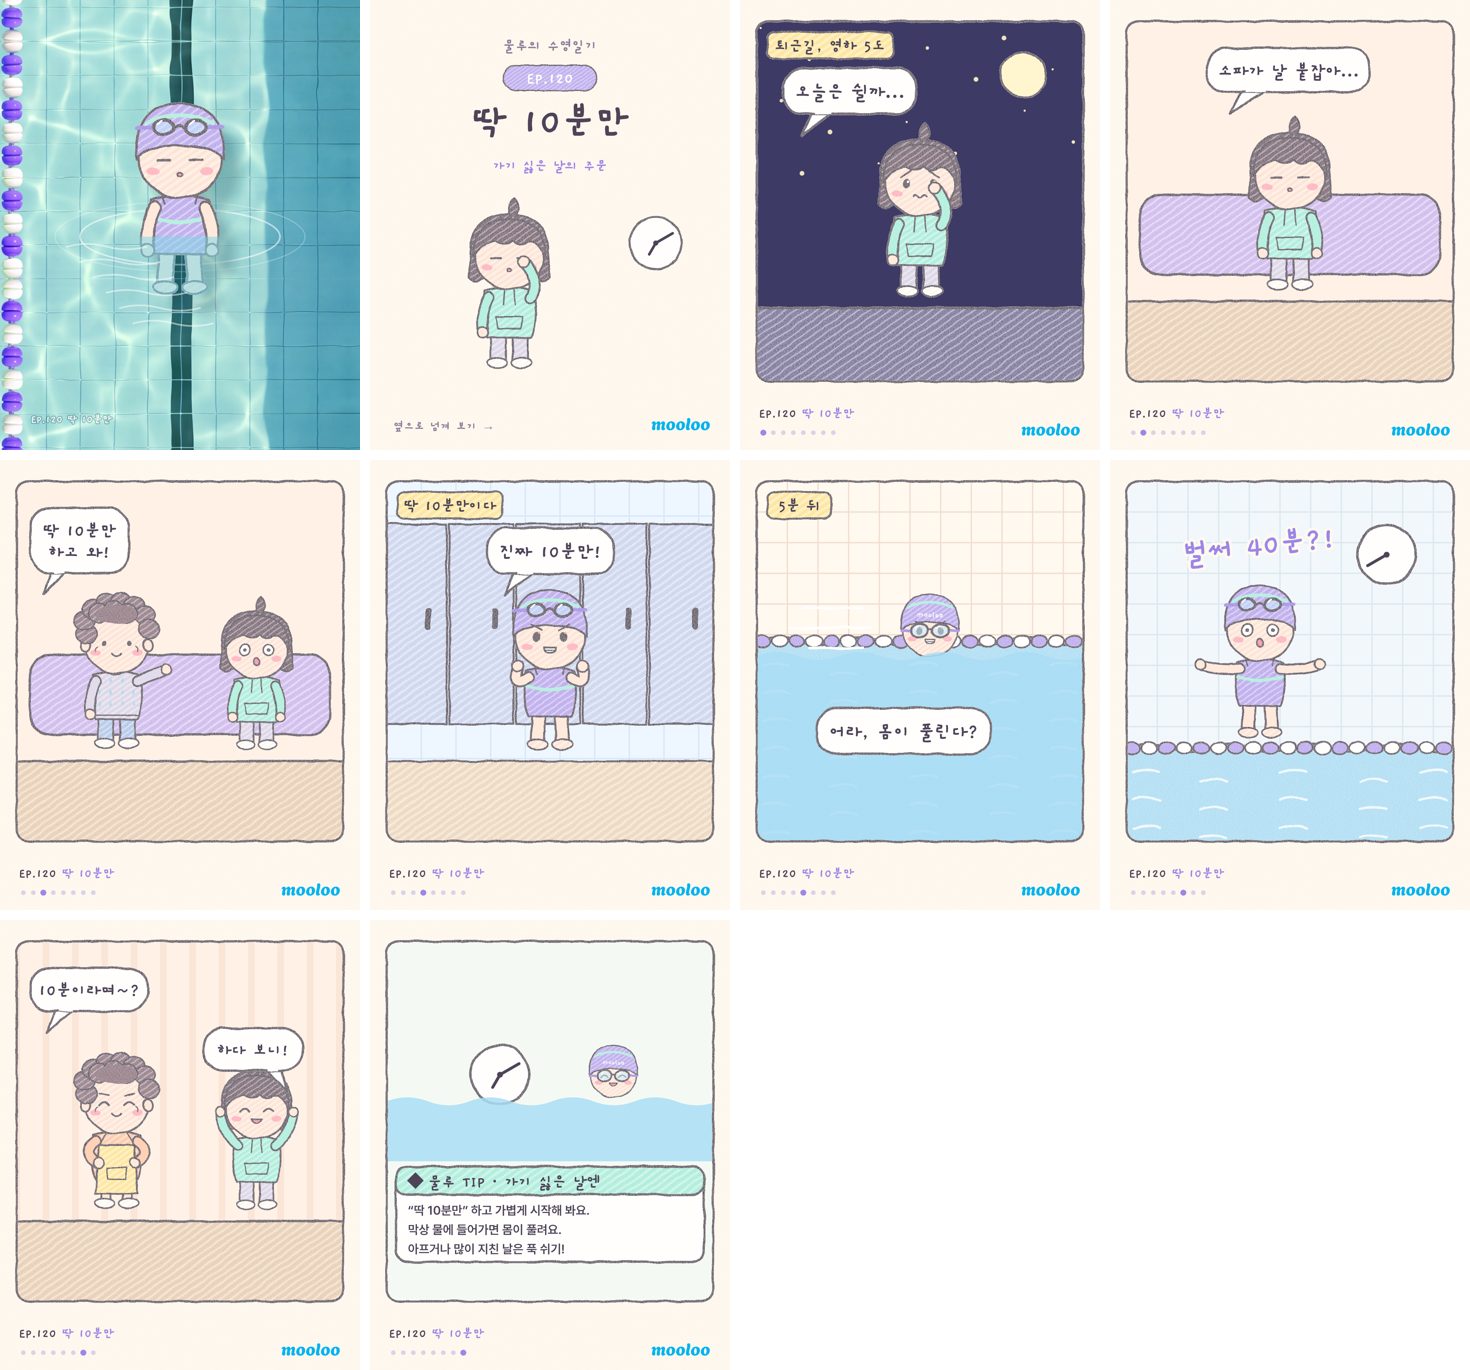 EP.120 딱 10분만
물루의 수영일기
EP.120
딱 10분만
가기 싫은 날의 주문
옆으로 넘겨 보기 →
mooloo
퇴근길, 영하 5도
오늘은 쉴까...
EP.120 딱 10분만
mooloo
소파가 날 붙잡아...
EP.120 딱 10분만
mooloo
딱 10분만
하고 와!
EP.120 딱 10분만
mooloo
딱 10분만이다
진짜 10분만!
EP.120 딱 10분만
mooloo
5분 뒤
mooloo
어라, 몸이 풀린다?
EP.120 딱 10분만
mooloo
벌써 40분?!
EP.120 딱 10분만
mooloo
10분이라며~?
하다 보니!
EP.120 딱 10분만
mooloo
mooloo
◆ 물루 TIP · 가기 싫은 날엔
“딱 10분만” 하고 가볍게 시작해 봐요.
막상 물에 들어가면 몸이 풀려요.
아프거나 많이 지친 날은 푹 쉬기!
EP.120 딱 10분만
mooloo